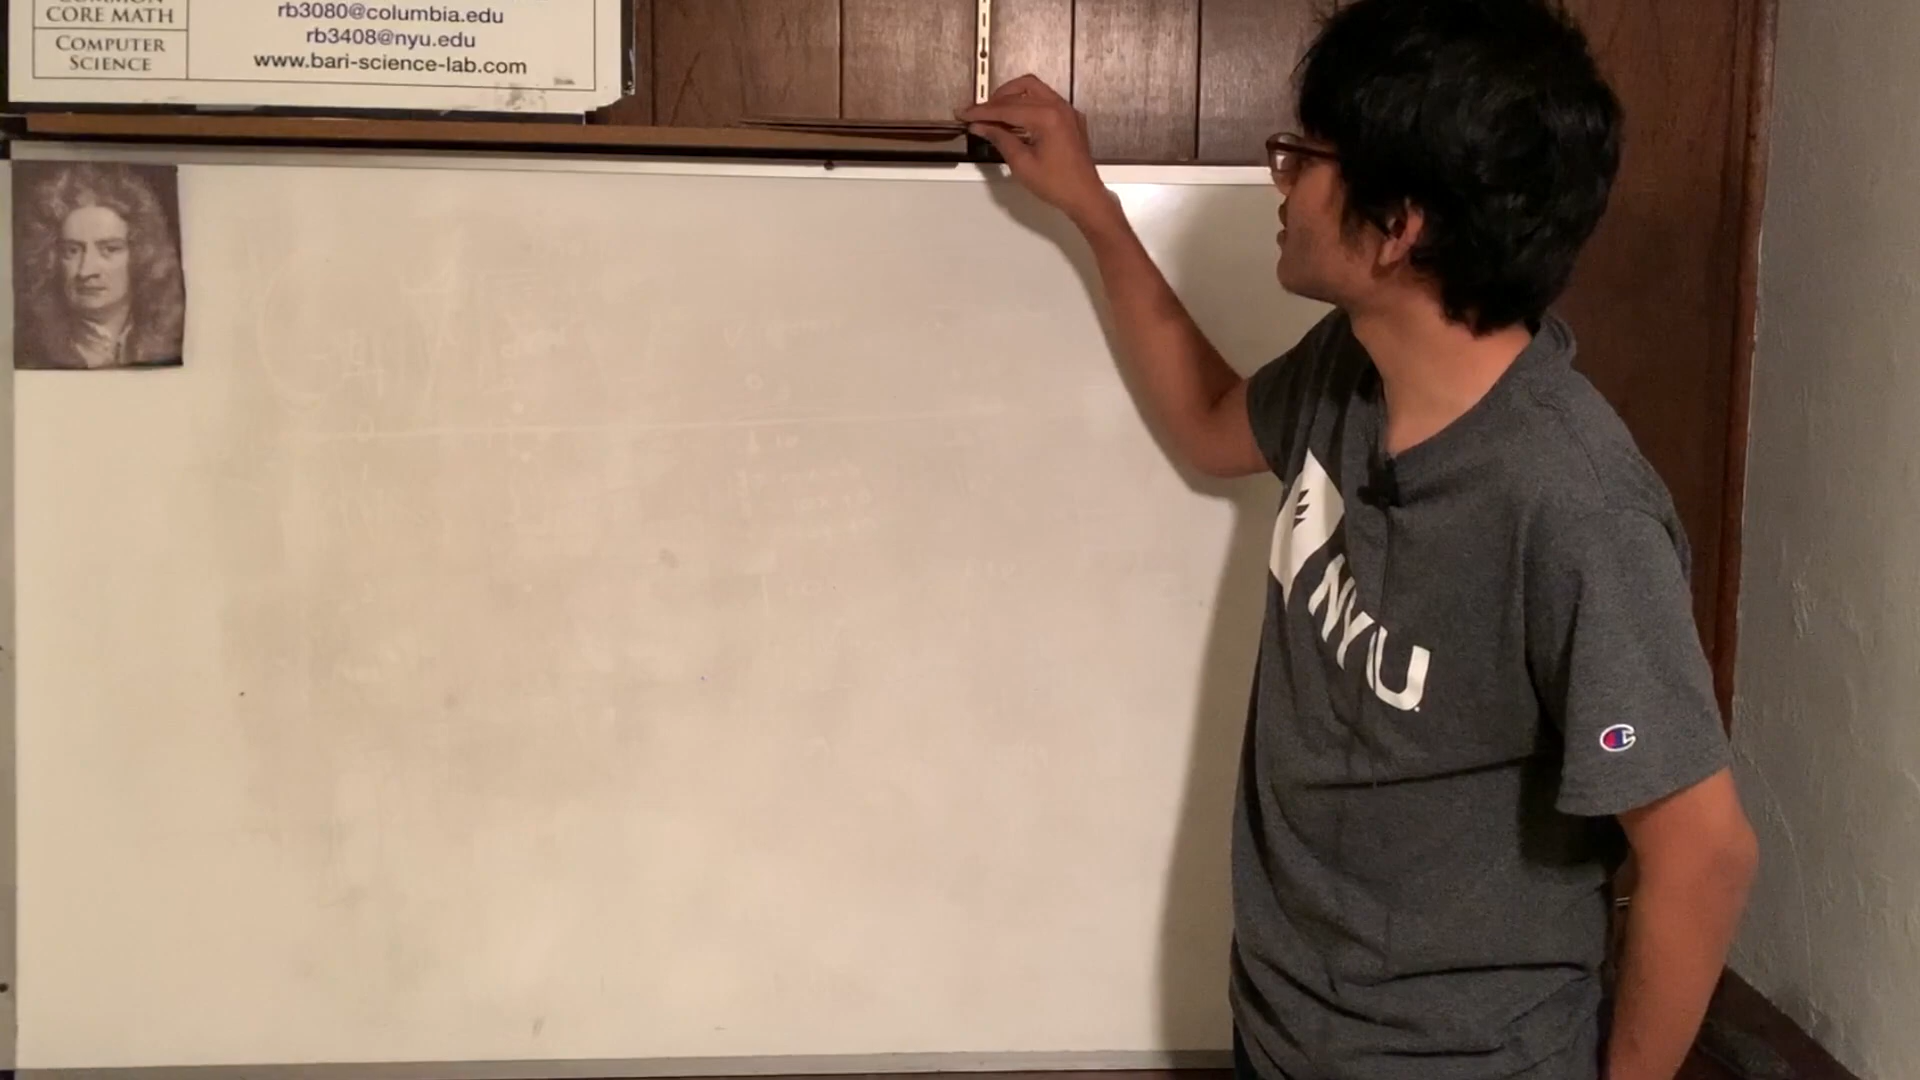 CORE MATH
COMPUTER
SCIENCE
rb3080@columbia.edu
rb3408@nyu.edu
www.bari-science-lab.com
NYU